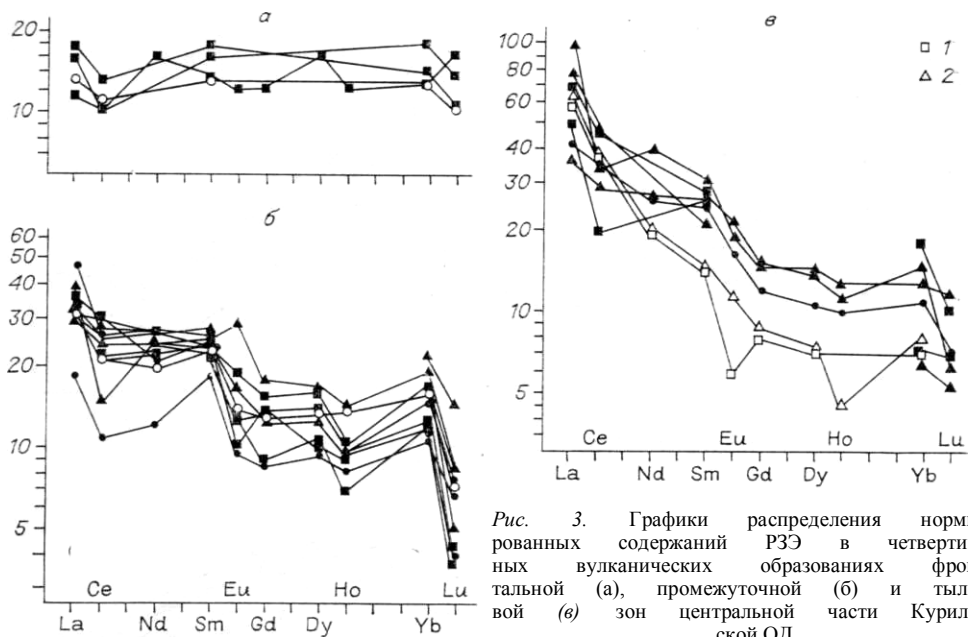 а
20
10
б
60
50
40
30
20
10
5
Ce Eu Ho Lu
La Nd Sm Gd Dy Yb
в
100
80
60
40
30
20
10
5
1
2
Ce Eu Ho Lu
La Nd Sm Gd Dy Yb
Рис. 3. Графики распределения норми
рованных содержаний РЗЭ в четвертич
ных вулканических образованиях фрон
тальной (а), промежуточной (б) и тыло
вой (в) зон центральной части Курил
ской ОД